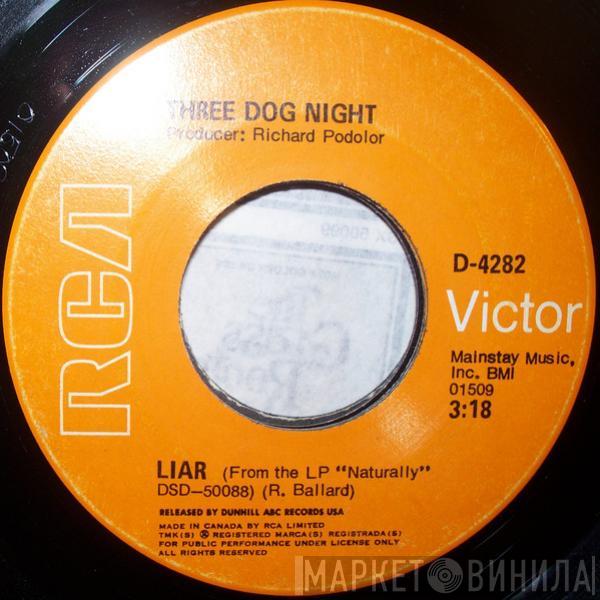 THREE DOG NIGHT
Producer: Richard Podolor
RCA
D-4282
Victor
Mainstay Music,
Inc. BMI
01509
3:18
LIAR (From the LP "Naturally"
DSD-50088) (R. Ballard)
RELEASED BY DUNHILL ABC RECORDS USA
MADE IN CANADA BY RCA LIMITED
TMK(S) ® REGISTERED MARCA(S) REGISTRADA(S)
FOR PUBLIC PERFORMANCE UNDER LICENSE ONLY
ALL RIGHTS RESERVED
МАРКЕТ ВИНИЛА